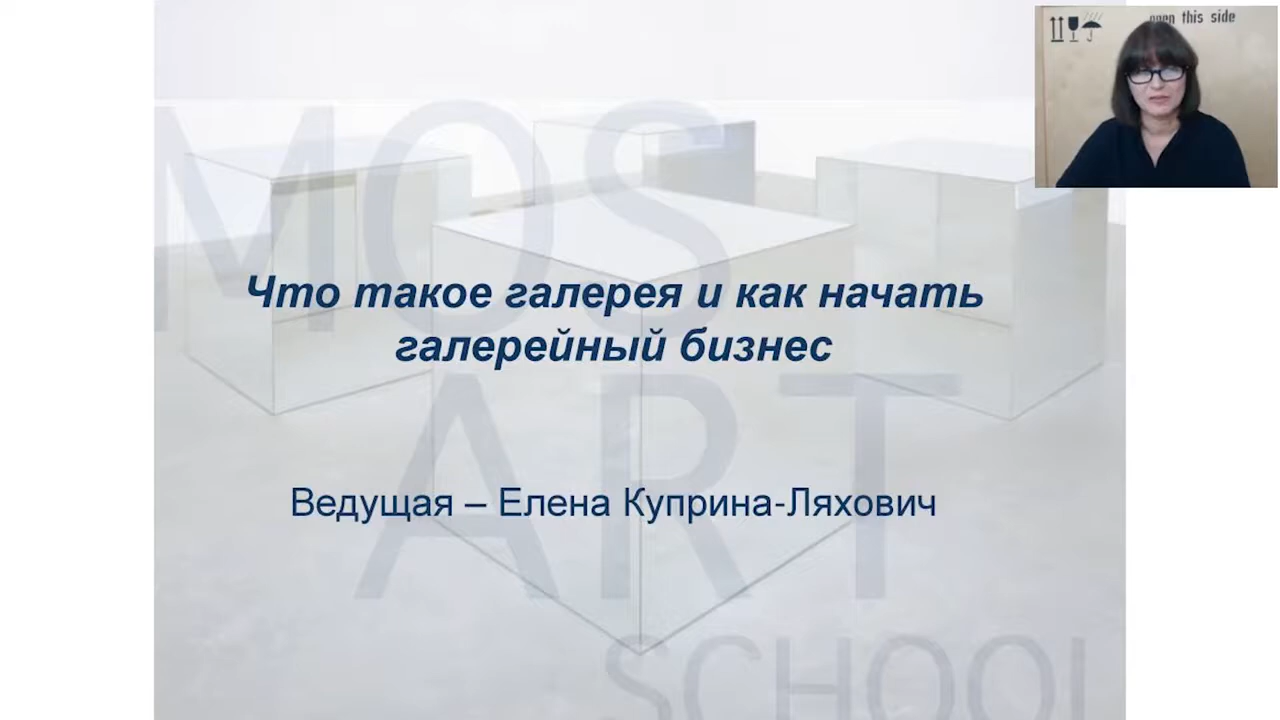 open this side
MOS
Что такое галерея и как начать
галерейный бизнес
ART
Ведущая – Елена Куприна-Ляхович
SCHOOL